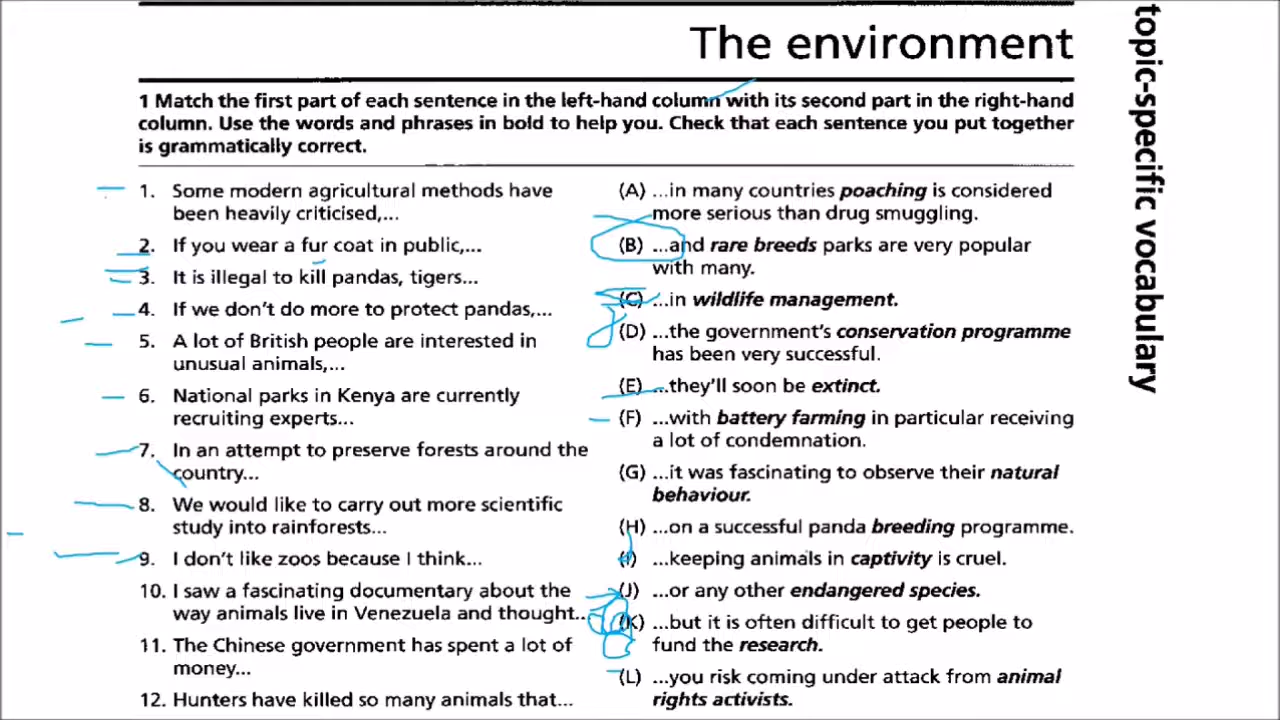 The environment
topic-specific vocabulary
1 Match the first part of each sentence in the left-hand column with its second part in the right-hand
column. Use the words and phrases in bold to help you. Check that each sentence you put together
is grammatically correct.
1. Some modern agricultural methods have
been heavily criticised,...
2. If you wear a fur coat in public,...
3. It is illegal to kill pandas, tigers...
4. If we don't do more to protect pandas,...
5. A lot of British people are interested in
unusual animals,...
6. National parks in Kenya are currently
recruiting experts...
7. In an attempt to preserve forests around the
country...
8. We would like to carry out more scientific
study into rainforests...
9. I don't like zoos because I think...
10. I saw a fascinating documentary about the
way animals live in Venezuela and thought...
11. The Chinese government has spent a lot of
money...
12. Hunters have killed so many animals that...
(A) ...in many countries poaching is considered
more serious than drug smuggling.
(B) ...and rare breeds parks are very popular
with many.
(C) ...in wildlife management.
(D) ...the government's conservation programme
has been very successful.
(E) ...they'll soon be extinct.
(F) ...with battery farming in particular receiving
a lot of condemnation.
(G) ...it was fascinating to observe their natural
behaviour.
(H) ...on a successful panda breeding programme.
(I) ...keeping animals in captivity is cruel.
(J) ...or any other endangered species.
(K) ...but it is often difficult to get people to
fund the research.
(L) ...you risk coming under attack from animal
rights activists.